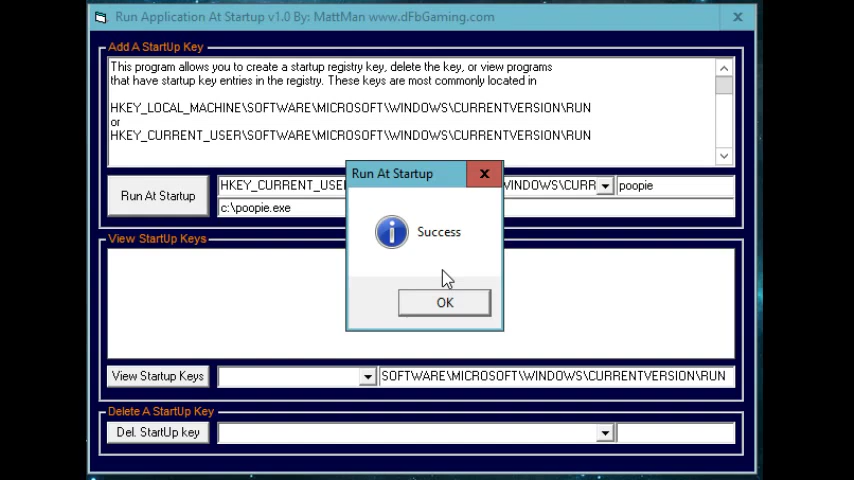 Run Application At Startup v1.0 By: MattMan www.dFbGaming.com
Add A StartUp Key
This program allows you to create a startup registry key, delete the key, or view programs
that have startup key entries in the registry. These keys are most commonly located in
HKEY_LOCAL_MACHINE\SOFTWARE\MICROSOFT\WINDOWS\CURRENTVERSION\RUN
or
HKEY_CURRENT_USER\SOFTWARE\MICROSOFT\WINDOWS\CURRENTVERSION\RUN
Run At Startup
Run At Startup
HKEY_CURRENT_USE
INDOWS\CURR
poopie
c:\poopie.exe
Success
OK
View StartUp Keys
View Startup Keys
SOFTWARE\MICROSOFT\WINDOWS\CURRENTVERSION\RUN
Delete A StartUp Key
Del. StartUp key